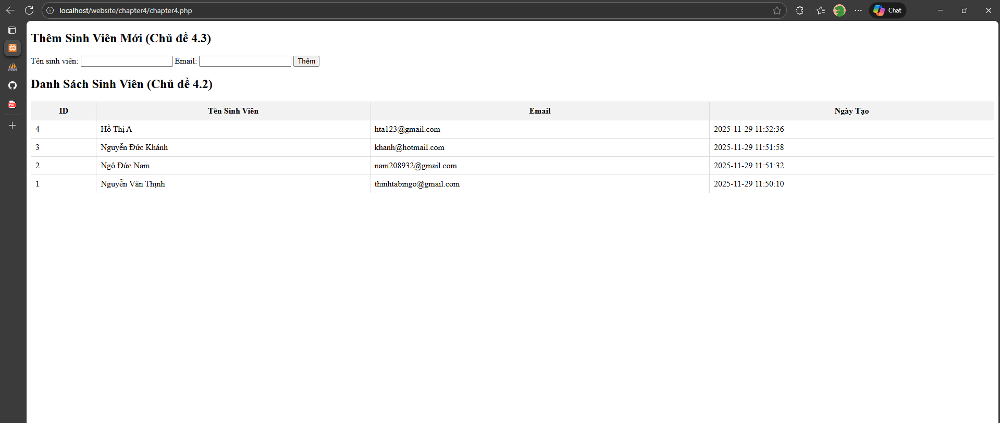 localhost/website/chapter4/chapter4.php
Chat
Thêm Sinh Viên Mới (Chủ đề 4.3)
Tên sinh viên: Email: Thêm
Danh Sách Sinh Viên (Chủ đề 4.2)
ID Tên Sinh Viên Email Ngày Tạo
4 Hồ Thị A hta123@gmail.com 2025-11-29 11:52:36
3 Nguyễn Đức Khánh khanh@hotmail.com 2025-11-29 11:51:58
2 Ngô Đức Nam nam208932@gmail.com 2025-11-29 11:51:32
1 Nguyễn Văn Thịnh thinhtabingo@gmail.com 2025-11-29 11:50:10
PDF